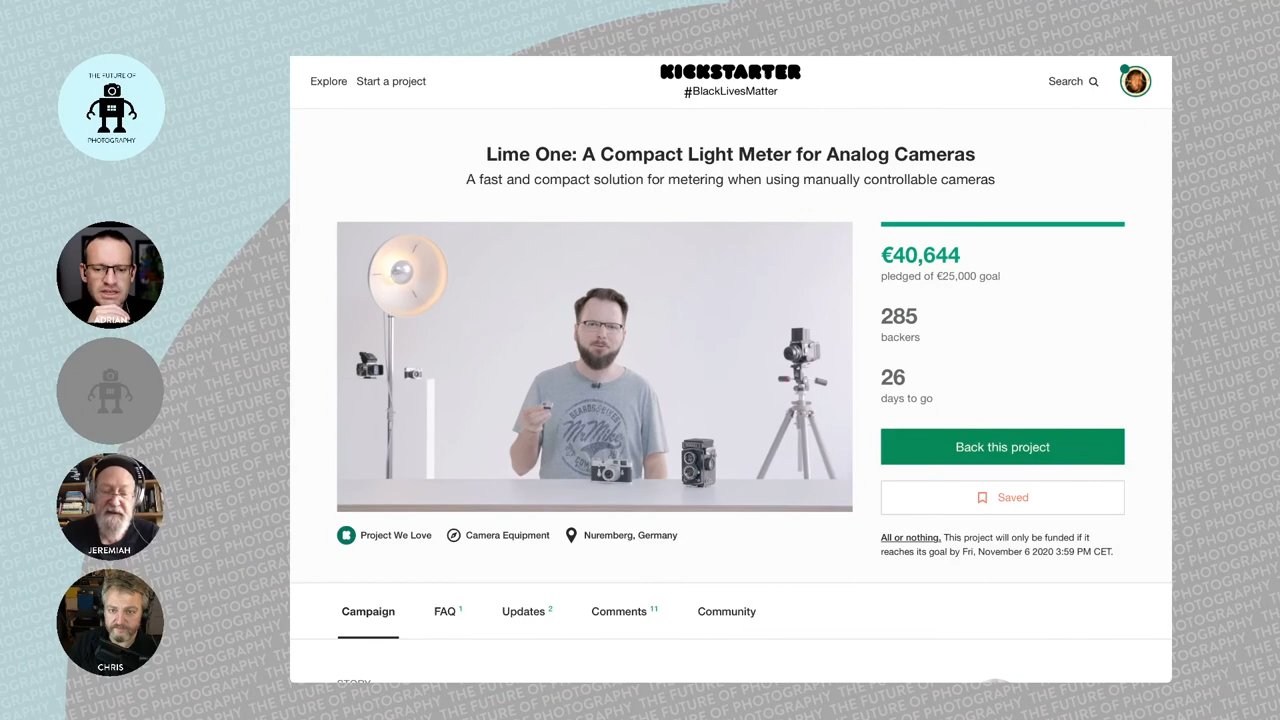 THE FUTURE OF
PHOTOGRAPHY
ADRIAN
JEREMIAH
CHRIS
Explore
Start a project
KICKSTARTER
#BlackLivesMatter
Search
Lime One: A Compact Light Meter for Analog Cameras
A fast and compact solution for metering when using manually controllable cameras
€40,644
pledged of €25,000 goal
285
backers
26
days to go
Back this project
Saved
All or nothing. This project will only be funded if it
reaches its goal by Fri, November 6 2020 3:59 PM CET.
Project We Love
Camera Equipment
Nuremberg, Germany
Campaign
FAQ 1
Updates 2
Comments 11
Community
STORY